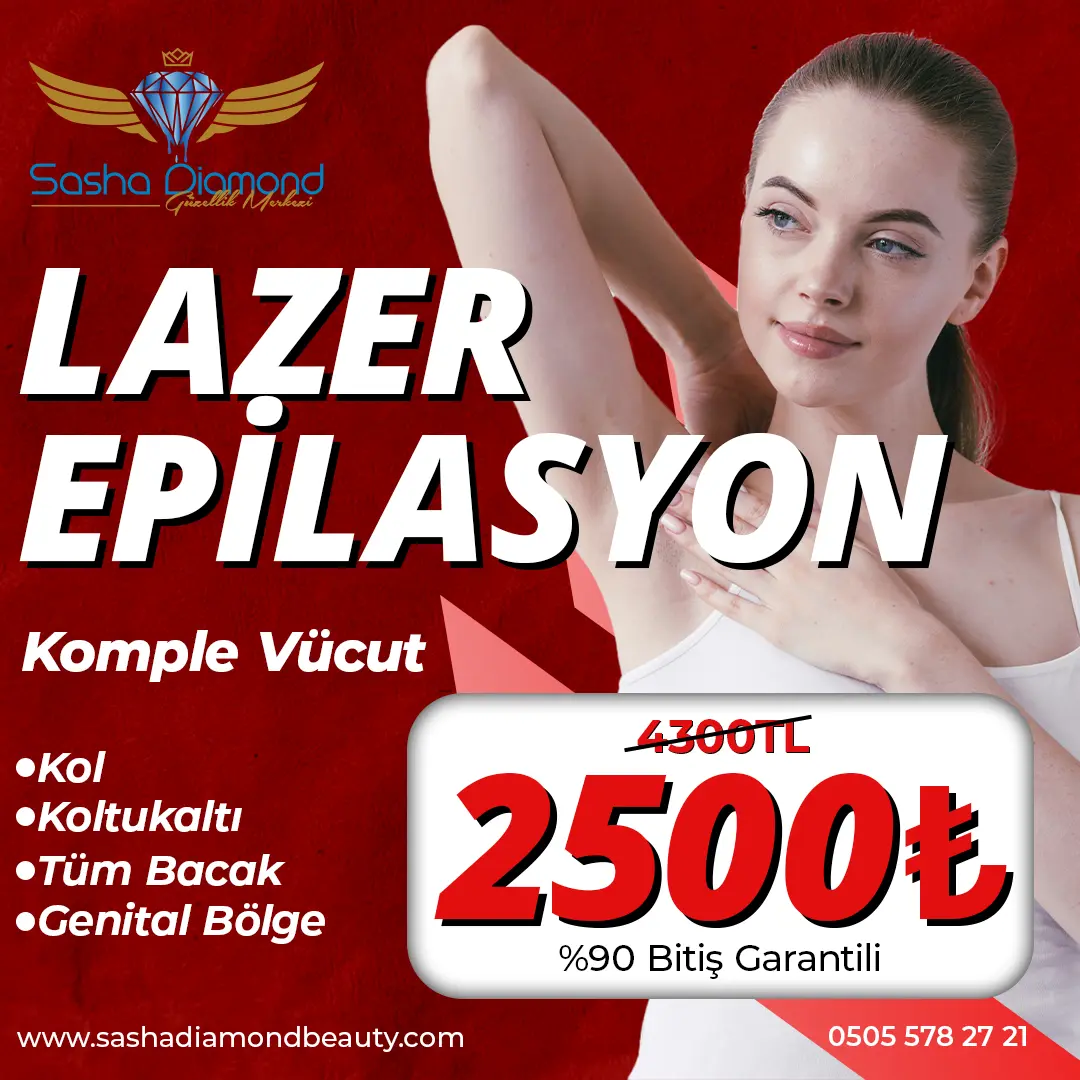 Sasha Diamond
Güzellik Merkezi
LAZER
EPİLASYON
Komple Vücut
•Kol
•Koltukaltı
•Tüm Bacak
•Genital Bölge
4300TL
2500₺
%90 Bitiş Garantili
www.sashadiamondbeauty.com
0505 578 27 21